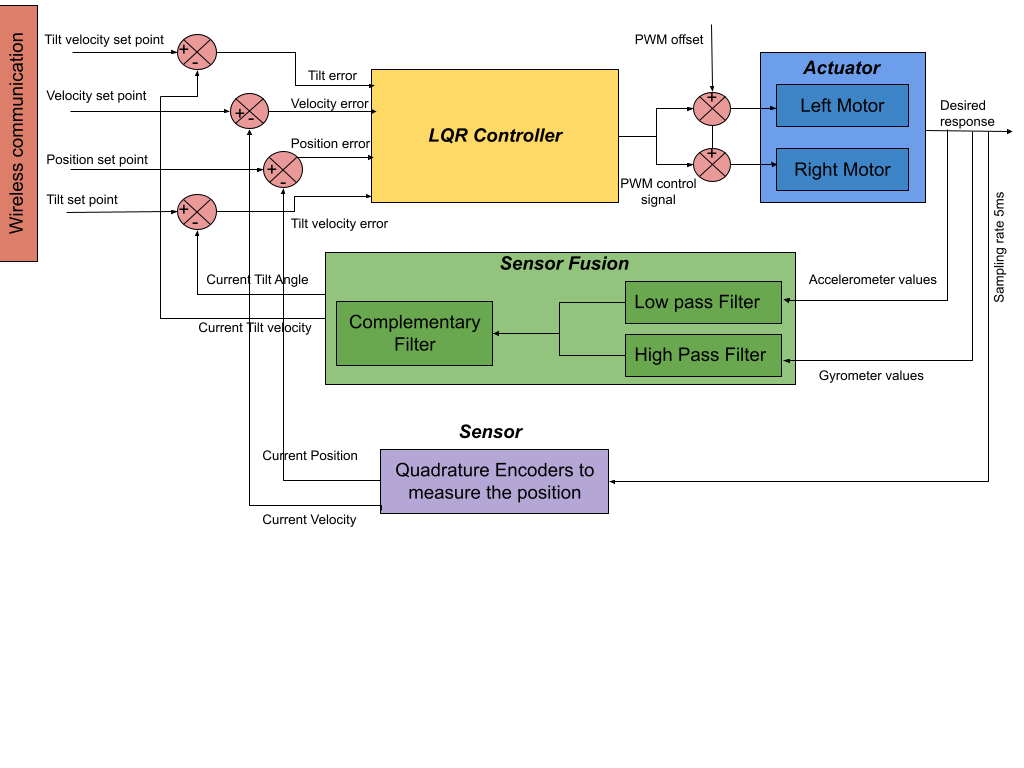 Wireless communication
Tilt velocity set point
Velocity set point
Position set point
Tilt set point
+
-
+
-
+
-
+
-
Tilt error
Velocity error
Position error
Tilt velocity error
LQR Controller
PWM offset
+
+
PWM control
signal
Actuator
Left Motor
Right Motor
Desired
response
Sampling rate 5ms
Sensor Fusion
Current Tilt Angle
Current Tilt velocity
Complementary
Filter
Low pass Filter
High Pass Filter
Accelerometer values
Gyrometer values
Sensor
Current Position
Quadrature Encoders to
measure the position
Current Velocity